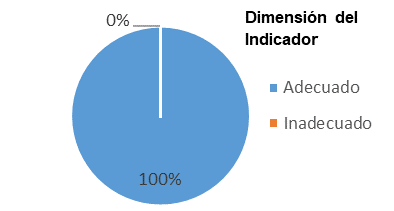 0%
Dimensión del
Indicador
Adecuado
Inadecuado
100%